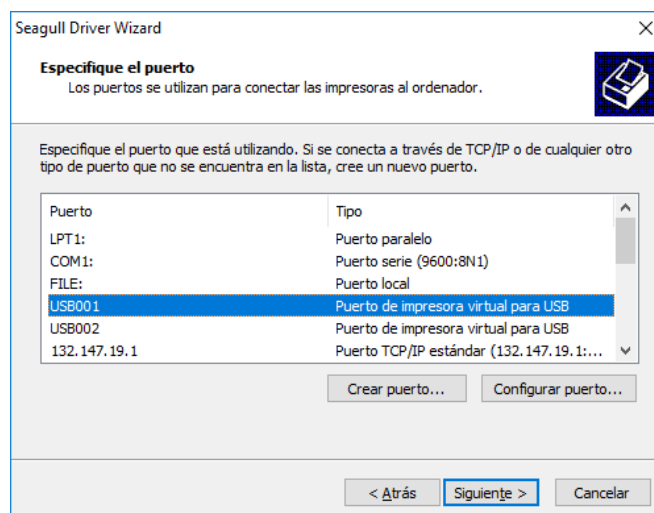 Seagull Driver Wizard
Especifique el puerto
Los puertos se utilizan para conectar las impresoras al ordenador.
Especifique el puerto que está utilizando. Si se conecta a través de TCP/IP o de cualquier otro
tipo de puerto que no se encuentra en la lista, cree un nuevo puerto.
Puerto Tipo
LPT1: Puerto paralelo
COM1: Puerto serie (9600:8N1)
FILE: Puerto local
USB001 Puerto de impresora virtual para USB
USB002 Puerto de impresora virtual para USB
132.147.19.1 Puerto TCP/IP estándar (132.147.19.1:...
Crear puerto... Configurar puerto...
< Atrás Siguiente > Cancelar